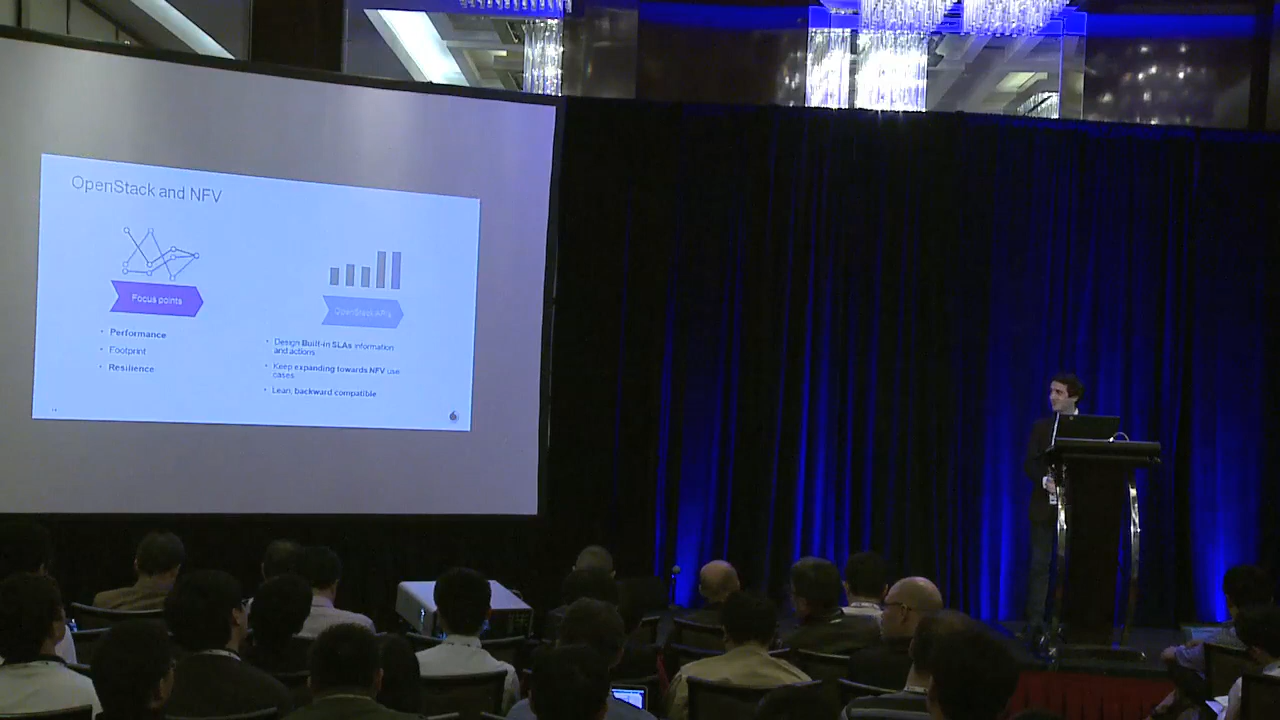 OpenStack and NFV
Focus points
OpenStack APIs
• Performance
• Footprint
• Resilience
• Design Built-in SLAs information
and actions
• Keep expanding towards NFV use
cases
• Lean, backward compatible